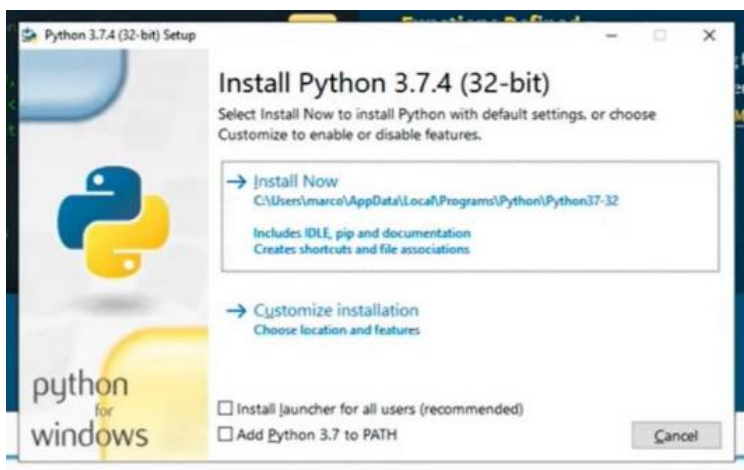 Functions Defined
Python 3.7.4 (32-bit) Setup
Install Python 3.7.4 (32-bit)
Select Install Now to install Python with default settings, or choose
Customize to enable or disable features.
Install Now
C:\Users\marco\AppData\Local\Programs\Python\Python37-32
Includes IDLE, pip and documentation
Creates shortcuts and file associations
Customize installation
Choose location and features
python
for
windows
Install launcher for all users (recommended)
Add Python 3.7 to PATH
Cancel